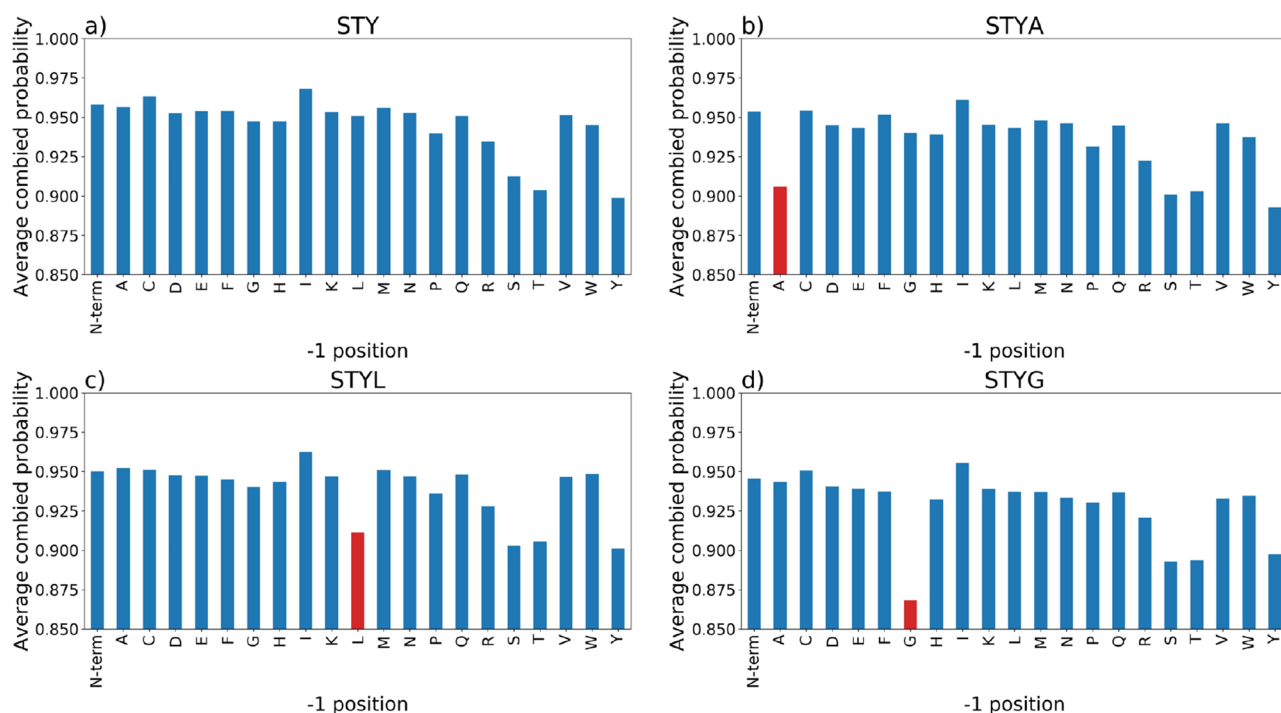 a)
STY
Average combied probability
1.000
0.975
0.950
0.925
0.900
0.875
0.850
N-term A C D E F G H I K L M N P Q R S T V W Y
-1 position
b)
STYA
Average combied probability
1.000
0.975
0.950
0.925
0.900
0.875
0.850
N-term A C D E F G H I K L M N P Q R S T V W Y
-1 position
c)
STYL
Average combied probability
1.000
0.975
0.950
0.925
0.900
0.875
0.850
N-term A C D E F G H I K L M N P Q R S T V W Y
-1 position
d)
STYG
Average combied probability
1.000
0.975
0.950
0.925
0.900
0.875
0.850
N-term A C D E F G H I K L M N P Q R S T V W Y
-1 position